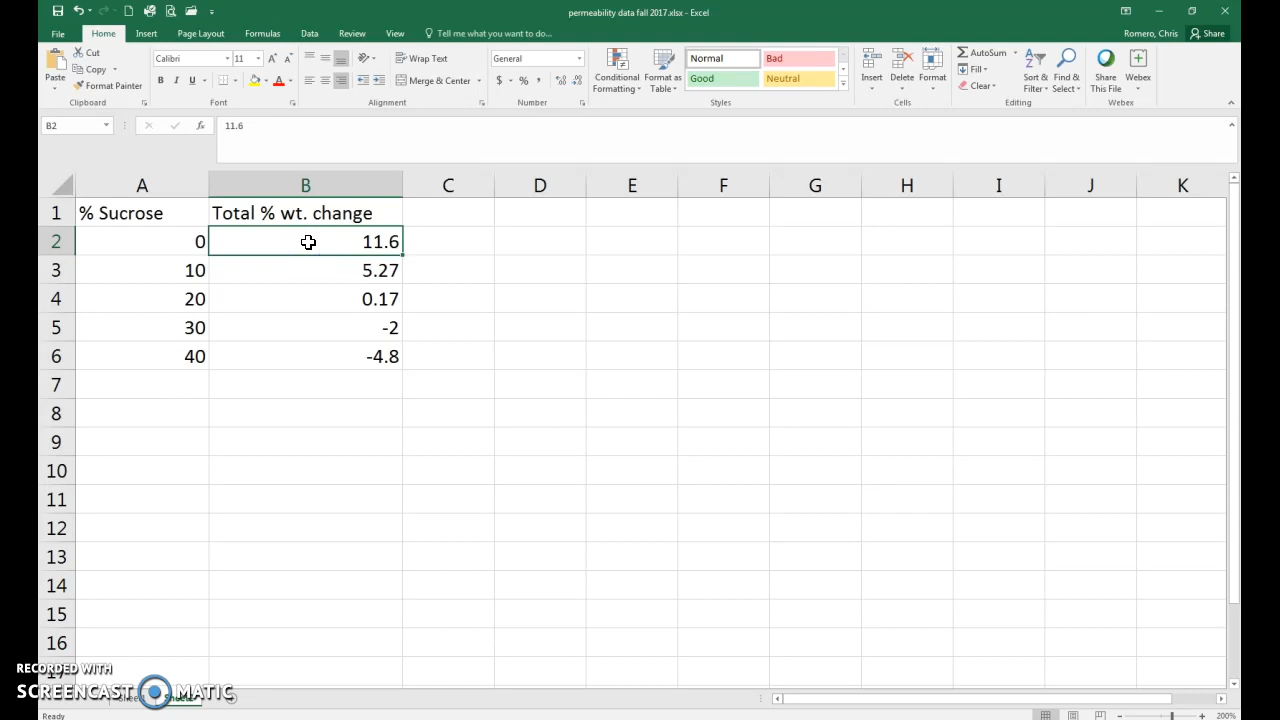 permeability data fall 2017.xlsx - Excel
Romero, Chris
Share
File Home Insert Page Layout Formulas Data Review View Tell me what you want to do...
Paste
Cut
Copy
Format Painter
Clipboard
Calibri 11
B I U
Font
Wrap Text
Merge & Center
Alignment
General
$ % ,
Number
Conditional Formatting
Format as Table
Normal Bad
Good Neutral
Styles
Insert Delete Format
Cells
AutoSum
Fill
Clear
Sort & Filter
Find & Select
Editing
Share This File
Webex
Webex
B2 fx 11.6
A B C D E F G H I J K
1 % Sucrose Total % wt. change
2 0 11.6
3 10 5.27
4 20 0.17
5 30 -2
6 40 -4.8
7
8
9
10
11
12
13
14
15
16
17
RECORDED WITH
SCREENCAST MATIC
Ready 200%